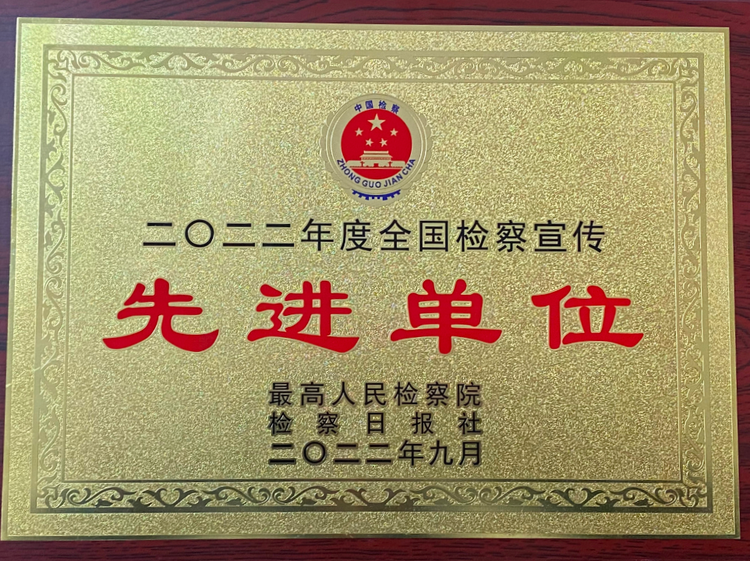 中国检察
ZHONG GUO JIAN CHA
二〇二二年度全国检察宣传
先进单位
最高人民检察院
检察日报社
二〇二二年九月